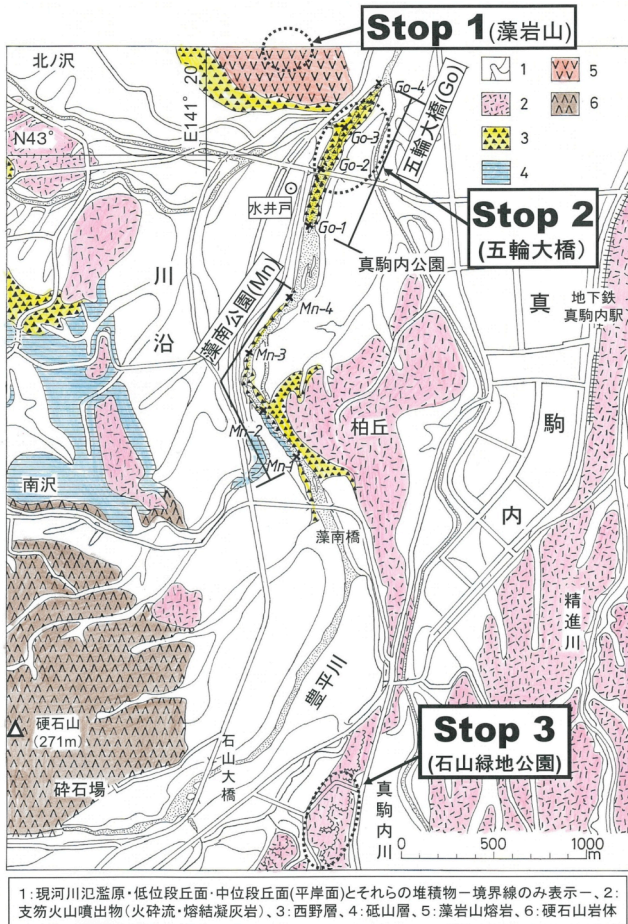 Stop 1(藻岩山)
北ノ沢
20
E141°
N43°
1
2
3
4
5
6
Go-4
Go-3
Go-2
Go-1
五輪大橋(Go)
水井戸
Stop 2
(五輪大橋)
真駒内公園
地下鉄
真駒内駅
川沿
藻南公園(Mn)
Mn-4
Mn-3
Mn-2
Mn-1
柏丘
真駒内
南沢
藻南橋
精進川
豊平川
硬石山
(271m)
砕石場
石山大橋
Stop 3
(石山緑地公園)
真駒内川
0 500 1000
m
1:現河川氾濫原・低位段丘面・中位段丘面(平岸面)とそれらの堆積物−境界線のみ表示−、2:
支笏火山噴出物(火砕流・熔結凝灰岩)、3:西野層、4:砥山層、5:藻岩山熔岩、6:硬石山岩体